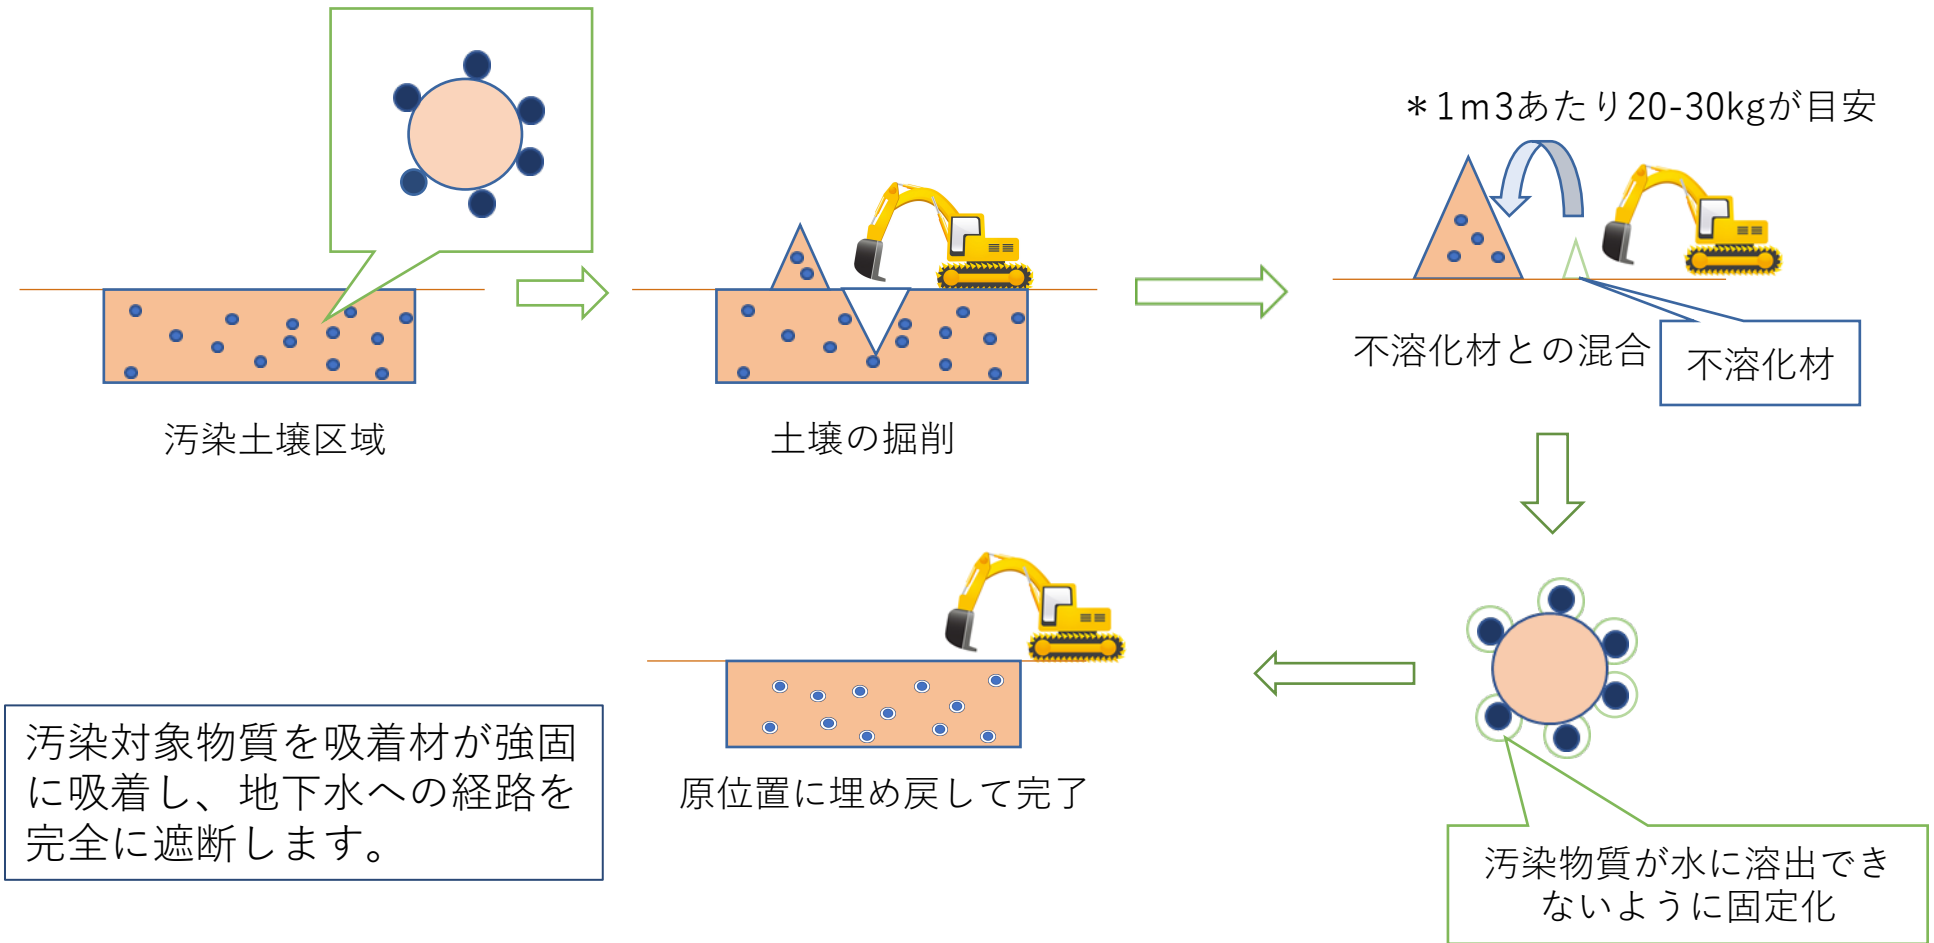 ＊1ｍ3あたり20-30kgが目安
不溶化材との混合
不溶化材
汚染土壌区域
土壌の掘削
汚染対象物質を吸着材が強固
に吸着し、地下水への経路を
完全に遮断します。
原位置に埋め戻して完了
汚染物質が水に溶出でき
ないように固定化